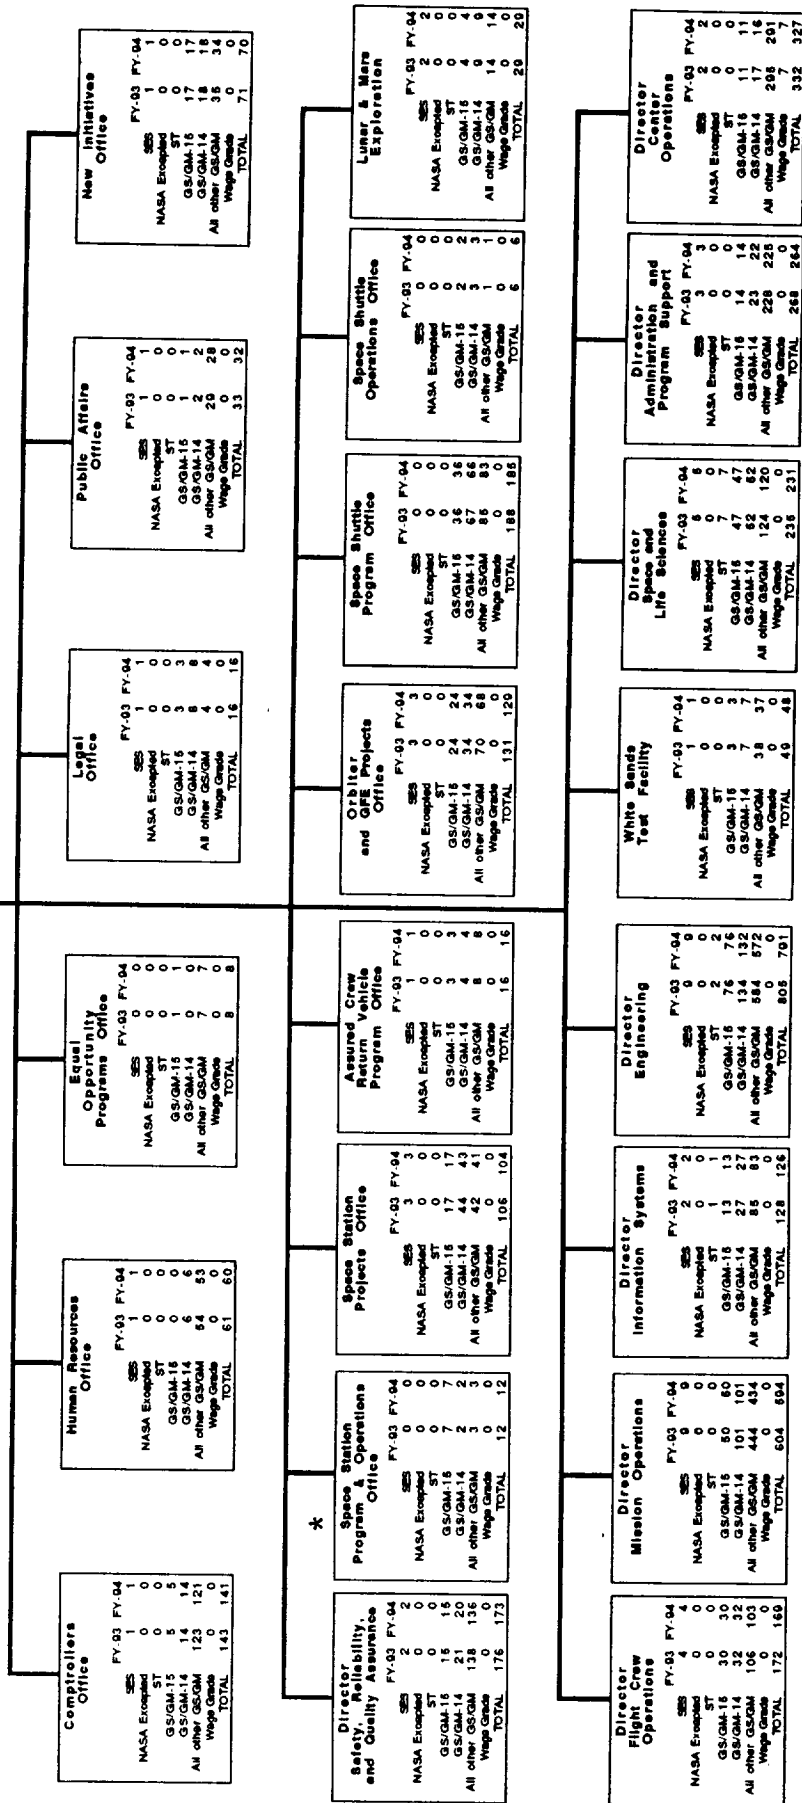 Comptrollers
Office
FY-93 FY-94
SES 1 1
NASA Excepted 0 0
ST 0 0
GS/GM-15 5 5
GS/GM-14 14 14
All other GS/GM 123 121
Wage Grade 0 0
TOTAL 143 141
Human Resources
Office
FY-93 FY-94
SES 1 1
NASA Excepted 0 0
ST 0 0
GS/GM-15 0 0
GS/GM-14 6 6
All other GS/GM 54 53
Wage Grade 0 0
TOTAL 61 60
Equal
Opportunity
Programs Office
FY-93 FY-94
SES 0 0
NASA Excepted 0 0
ST 0 0
GS/GM-15 1 1
GS/GM-14 0 0
All other GS/GM 7 7
Wage Grade 0 0
TOTAL 8 8
Legal
Office
FY-93 FY-94
SES 1 1
NASA Excepted 0 0
ST 0 0
GS/GM-15 3 3
GS/GM-14 8 8
All other GS/GM 4 4
Wage Grade 0 0
TOTAL 16 16
Public Affairs
Office
FY-93 FY-94
SES 1 1
NASA Excepted 0 0
ST 0 0
GS/GM-15 1 1
GS/GM-14 2 2
All other GS/GM 29 28
Wage Grade 0 0
TOTAL 33 32
New Initiatives
Office
FY-93 FY-94
SES 1 1
NASA Excepted 0 0
ST 0 0
GS/GM-15 17 17
GS/GM-14 18 18
All other GS/GM 35 34
Wage Grade 0 0
TOTAL 71 70
Director
Safety, Reliability,
and Quality Assurance
FY-93 FY-94
SES 2 2
NASA Excepted 0 0
ST 0 0
GS/GM-15 15 15
GS/GM-14 21 20
All other GS/GM 138 136
Wage Grade 0 0
TOTAL 176 173
*
Space Station
Program & Operations
Office
FY-93 FY-94
SES 0 0
NASA Excepted 0 0
ST 0 0
GS/GM-15 7 7
GS/GM-14 2 2
All other GS/GM 3 3
Wage Grade 0 0
TOTAL 12 12
Space Station
Projects Office
FY-93 FY-94
SES 3 3
NASA Excepted 0 0
ST 0 0
GS/GM-15 17 17
GS/GM-14 44 43
All other GS/GM 42 41
Wage Grade 0 0
TOTAL 106 104
Assured Crew
Return Vehicle
Program Office
FY-93 FY-94
SES 1 1
NASA Excepted 0 0
ST 0 0
GS/GM-15 3 3
GS/GM-14 4 4
All other GS/GM 8 8
Wage Grade 0 0
TOTAL 16 16
Orbiter
and GFE Projects
Office
FY-93 FY-94
SES 3 3
NASA Excepted 0 0
ST 0 0
GS/GM-15 24 24
GS/GM-14 34 34
All other GS/GM 70 68
Wage Grade 0 0
TOTAL 131 129
Space Shuttle
Program Office
FY-93 FY-94
SES 0 0
NASA Excepted 0 0
ST 0 0
GS/GM-15 36 36
GS/GM-14 67 66
All other GS/GM 85 83
Wage Grade 0 0
TOTAL 188 185
Space Shuttle
Operations Office
FY-93 FY-94
SES 0 0
NASA Excepted 0 0
ST 0 0
GS/GM-15 2 2
GS/GM-14 3 3
All other GS/GM 1 1
Wage Grade 0 0
TOTAL 6 6
Lunar & Mars
Exploration
FY-93 FY-94
SES 2 2
NASA Excepted 0 0
ST 0 0
GS/GM-15 4 4
GS/GM-14 9 9
All other GS/GM 14 14
Wage Grade 0 0
TOTAL 29 29
Director
Flight Crew
Operations
FY-93 FY-94
SES 4 4
NASA Excepted 0 0
ST 0 0
GS/GM-15 30 30
GS/GM-14 32 32
All other GS/GM 106 103
Wage Grade 0 0
TOTAL 172 169
Director
Mission Operations
FY-93 FY-94
SES 9 9
NASA Excepted 0 0
ST 0 0
GS/GM-15 50 50
GS/GM-14 101 101
All other GS/GM 444 434
Wage Grade 0 0
TOTAL 604 594
Director
Information Systems
FY-93 FY-94
SES 2 2
NASA Excepted 0 0
ST 1 1
GS/GM-15 13 13
GS/GM-14 27 27
All other GS/GM 85 83
Wage Grade 0 0
TOTAL 128 126
Director
Engineering
FY-93 FY-94
SES 9 9
NASA Excepted 0 0
ST 2 2
GS/GM-15 76 76
GS/GM-14 134 132
All other GS/GM 584 572
Wage Grade 0 0
TOTAL 805 791
White Sands
Test Facility
FY-93 FY-94
SES 1 1
NASA Excepted 0 0
ST 0 0
GS/GM-15 3 3
GS/GM-14 7 7
All other GS/GM 38 37
Wage Grade 0 0
TOTAL 49 48
Director
Space and
Life Sciences
FY-93 FY-94
SES 5 5
NASA Excepted 0 0
ST 7 7
GS/GM-15 47 47
GS/GM-14 52 52
All other GS/GM 124 120
Wage Grade 0 0
TOTAL 235 231
Director
Administration and
Program Support
FY-93 FY-94
SES 3 3
NASA Excepted 0 0
ST 0 0
GS/GM-15 14 14
GS/GM-14 23 22
All other GS/GM 228 225
Wage Grade 0 0
TOTAL 268 264
Director
Center
Operations
FY-93 FY-94
SES 2 2
NASA Excepted 0 0
ST 0 0
GS/GM-15 11 11
GS/GM-14 17 16
All other GS/GM 295 291
Wage Grade 7 7
TOTAL 332 327